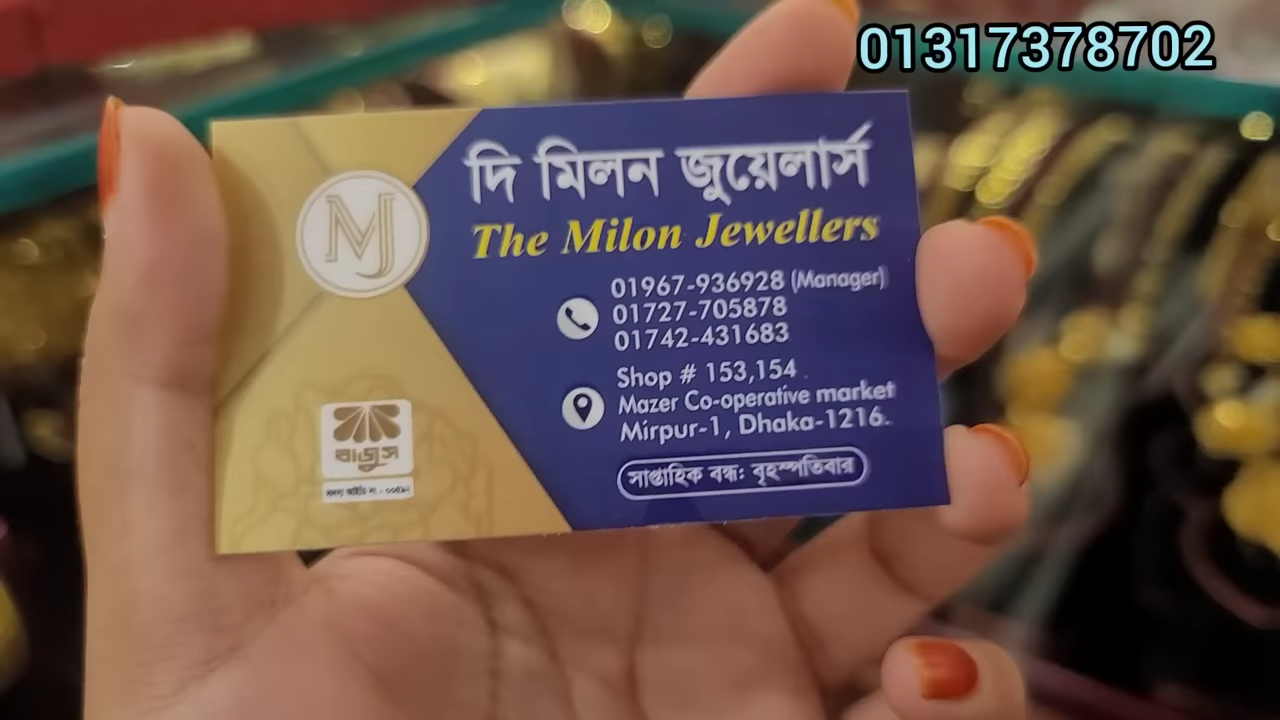 01317378702
MJ
দি মিলন জুয়েলার্স
The Milon Jewellers
01967-936928 (Manager)
01727-705878
01742-431683
Shop # 153,154
Mazer Co-operative market
Mirpur-1, Dhaka-1216.
বাজুস
সাপ্তাহিক বন্ধ: বৃহস্পতিবার